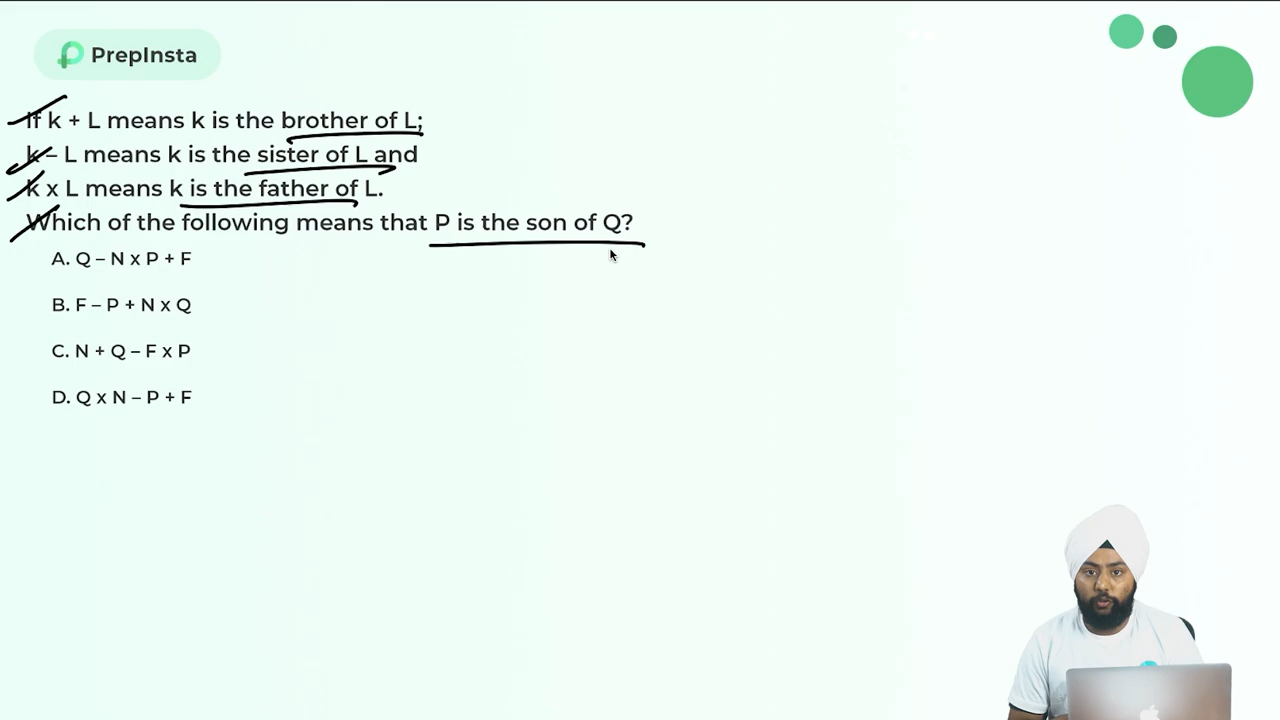 PrepInsta
If k + L means k is the brother of L;
k – L means k is the sister of L and
k x L means k is the father of L.
Which of the following means that P is the son of Q?
A. Q – N x P + F
B. F – P + N x Q
C. N + Q – F x P
D. Q x N – P + F